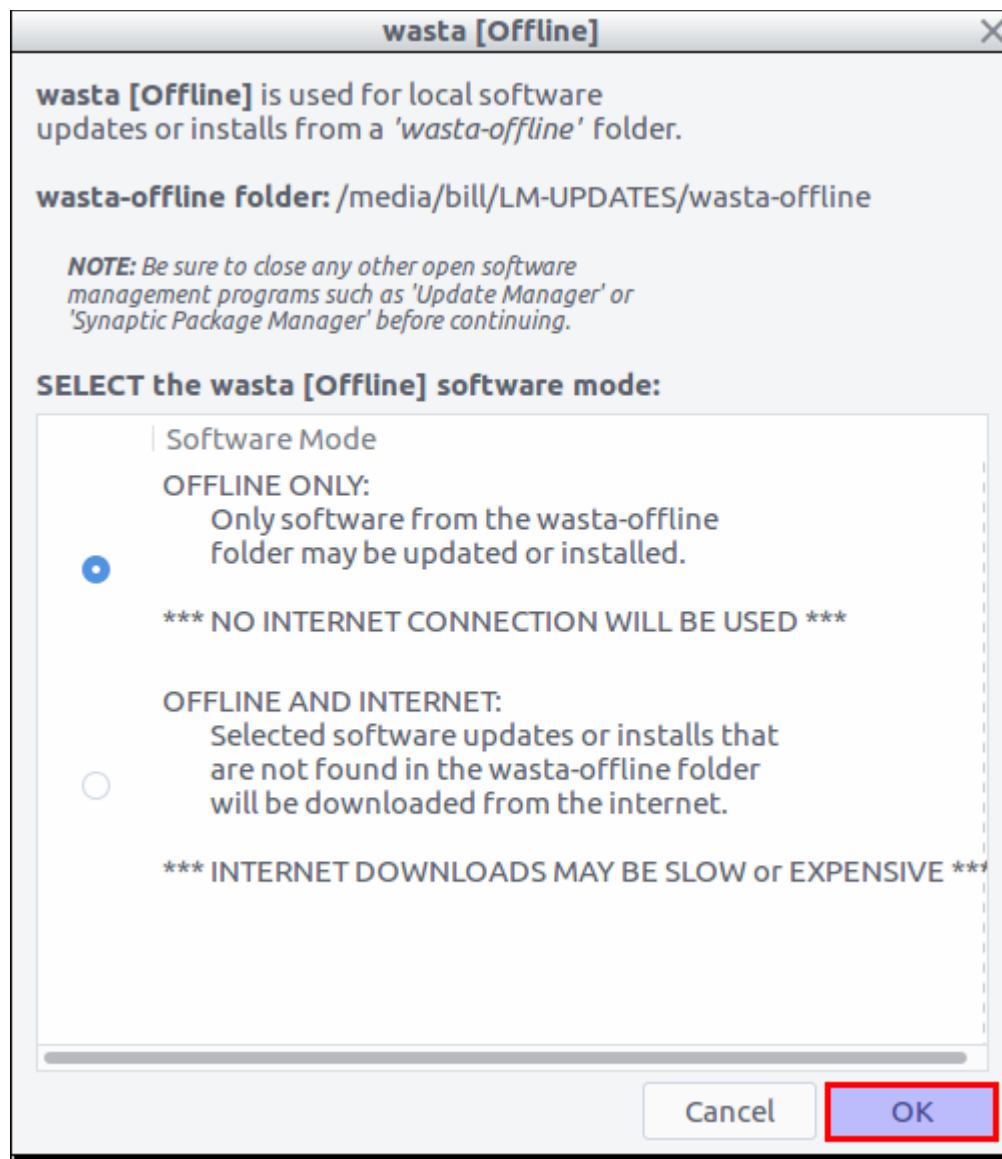 wasta [Offline]
wasta [Offline] is used for local software
updates or installs from a 'wasta-offline' folder.
wasta-offline folder: /media/bill/LM-UPDATES/wasta-offline
NOTE: Be sure to close any other open software
management programs such as 'Update Manager' or
'Synaptic Package Manager' before continuing.
SELECT the wasta [Offline] software mode:
Software Mode
OFFLINE ONLY:
Only software from the wasta-offline
folder may be updated or installed.
*** NO INTERNET CONNECTION WILL BE USED ***
OFFLINE AND INTERNET:
Selected software updates or installs that
are not found in the wasta-offline folder
will be downloaded from the internet.
*** INTERNET DOWNLOADS MAY BE SLOW or EXPENSIVE ***
Cancel OK